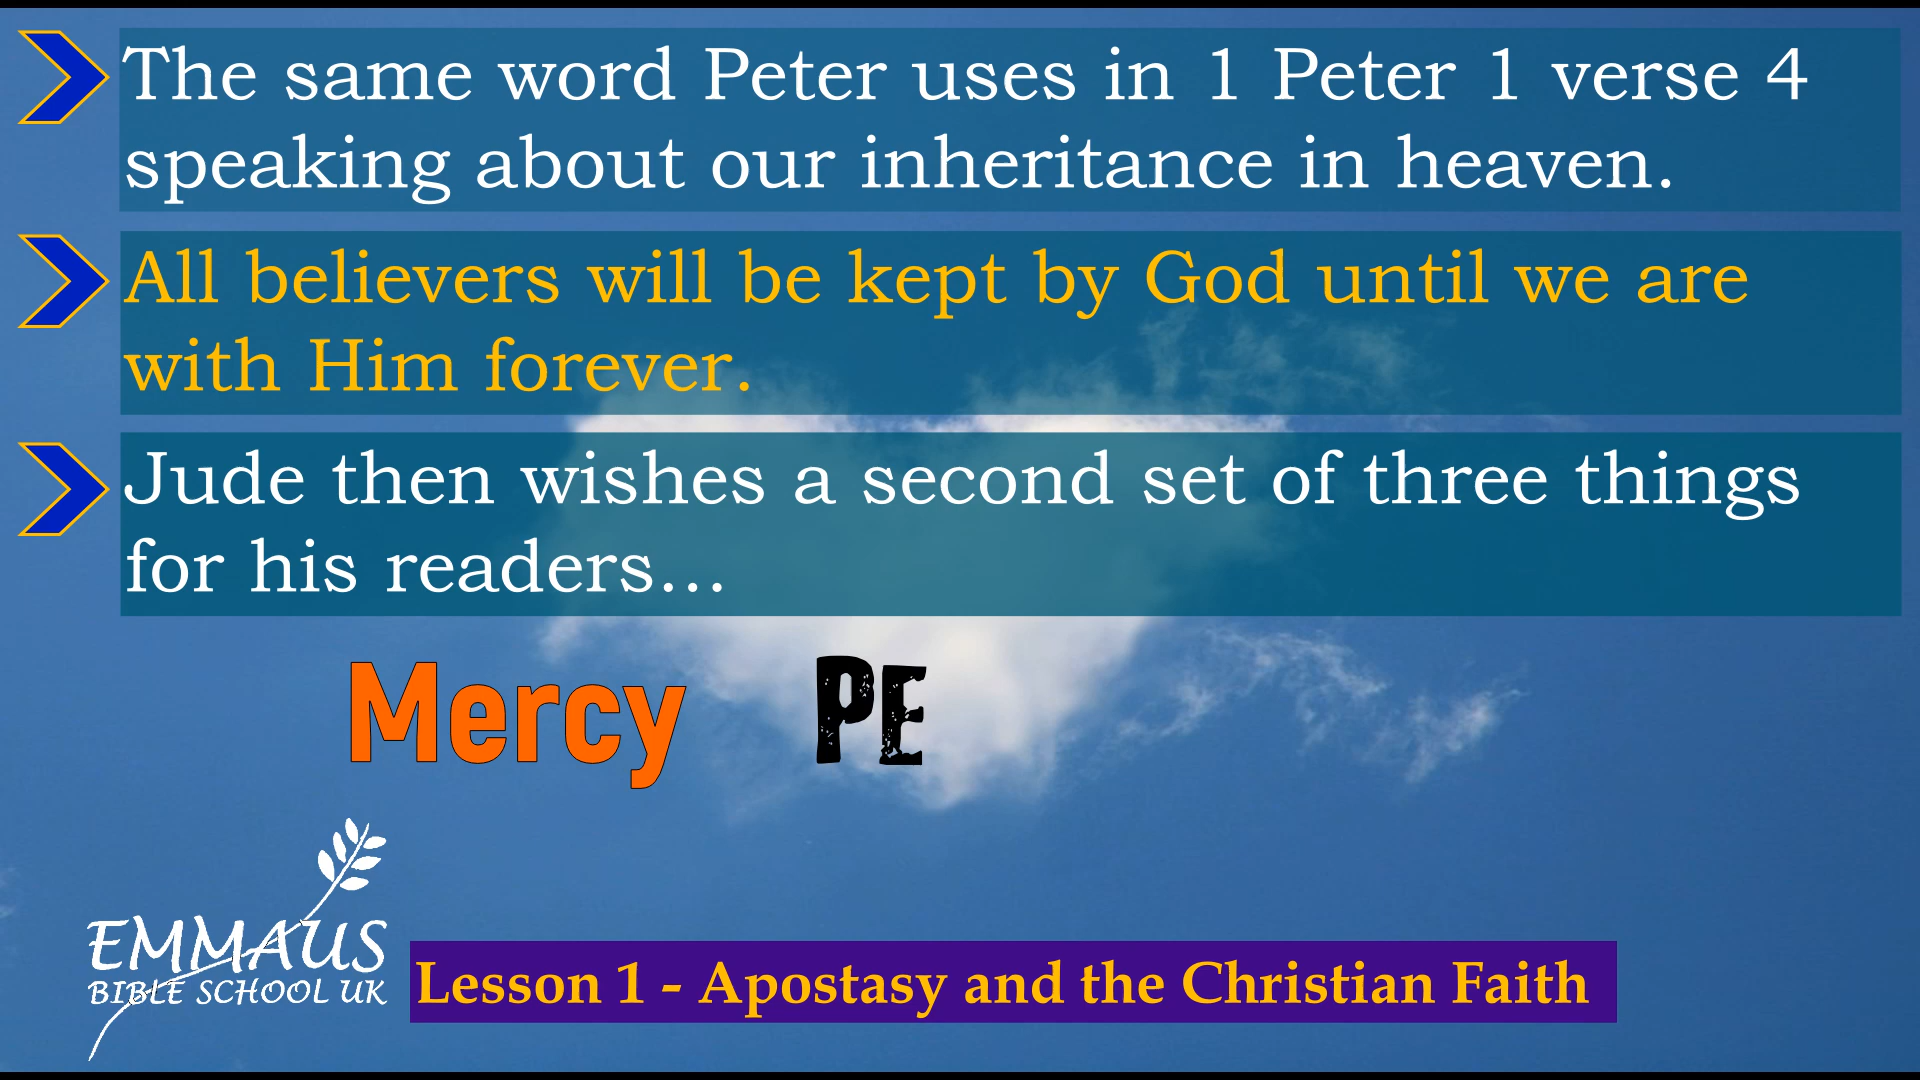 The same word Peter uses in 1 Peter 1 verse 4
speaking about our inheritance in heaven.
All believers will be kept by God until we are
with Him forever.
Jude then wishes a second set of three things
for his readers...
Mercy PE
EMMAUS
BIBLE SCHOOL UK
Lesson 1 - Apostasy and the Christian Faith